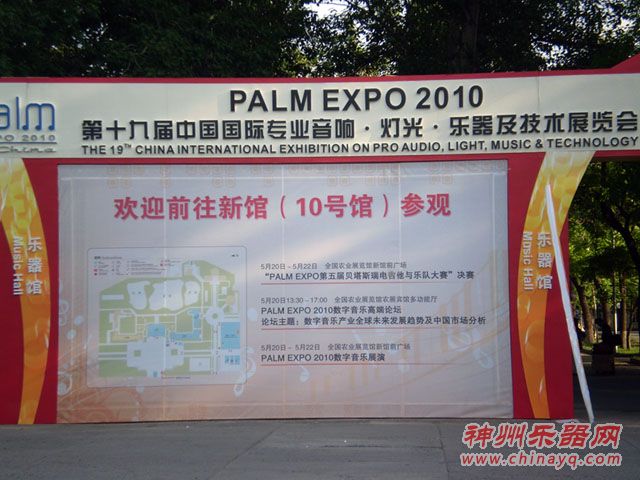 alm
PO 2010
China
PALM EXPO 2010
第十九届中国国际专业音响·灯光·乐器及技术展览会
THE 19TH CHINA INTERNATIONAL EXHIBITION ON PRO AUDIO, LIGHT, MUSIC & TECHNOLOGY
乐器馆
Music Hall
欢迎前往新馆（10号馆）参观
5月20日－5月22日 全国农业展览馆新馆前广场
“PALM EXPO第五届贝塔斯瑞电吉他与乐队大赛”决赛
5月20日13:30－17:00 全国农业展览馆农展宾馆多功能厅
PALM EXPO 2010数字音乐高端论坛
论坛主题：数字音乐产业全球未来发展趋势及中国市场分析
5月20日－5月22日 全国农业展览馆新馆前广场
PALM EXPO 2010数字音乐展演
乐器馆
Music Hall
神州乐器网
www.chinayq.com